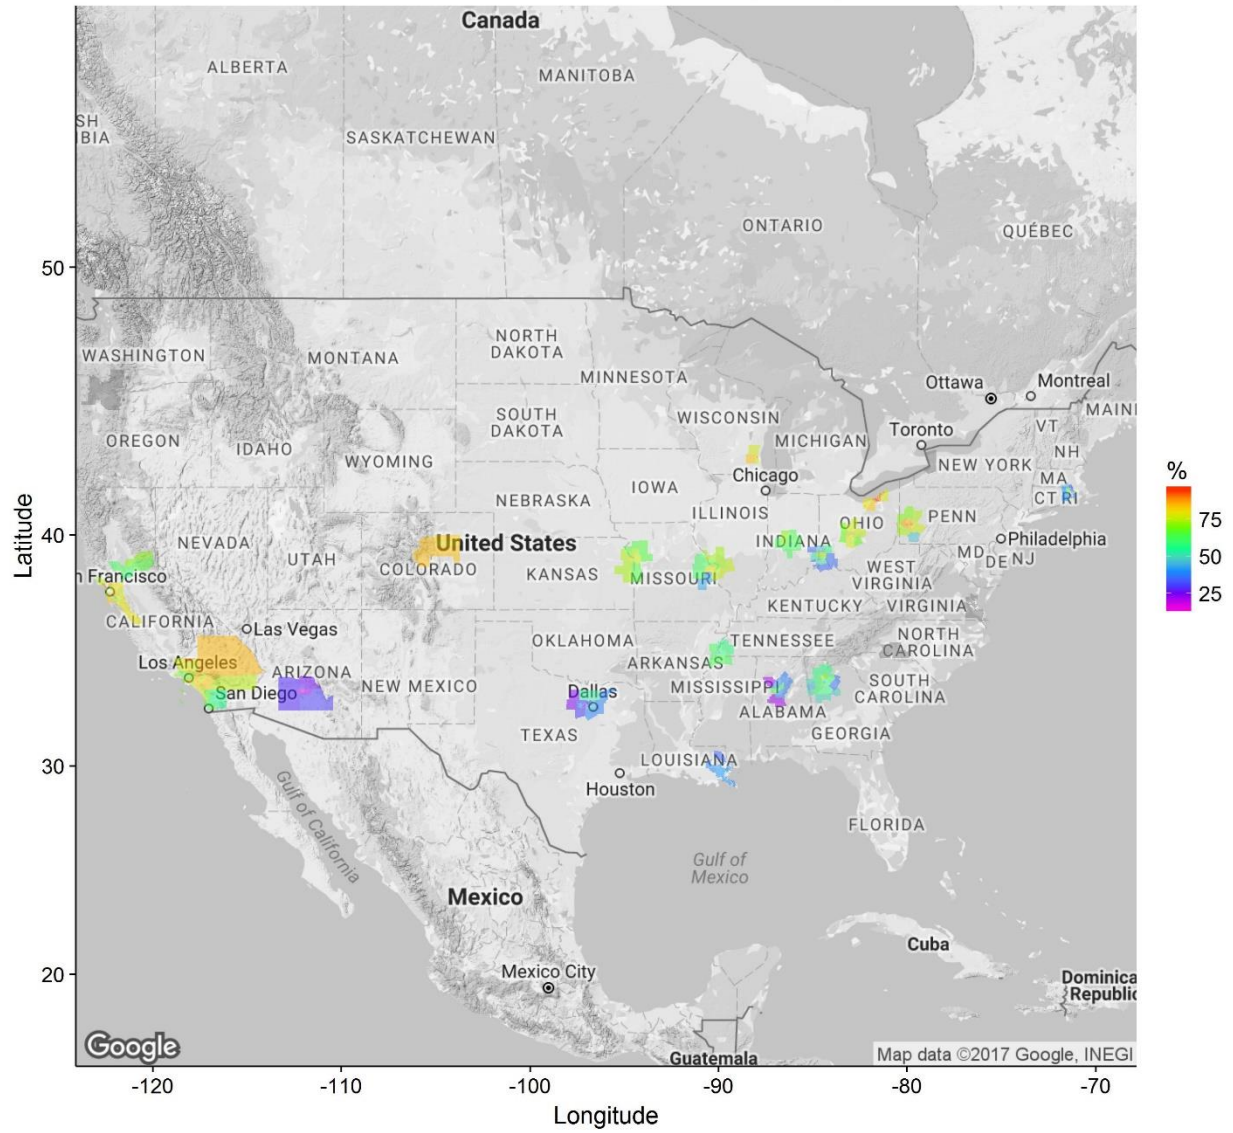 Canada
ALBERTA
MANITOBA
SH
IBIA
SASKATCHEWAN
ONTARIO
QUÉBEC
50
WASHINGTON
MONTANA
NORTH
DAKOTA
MINNESOTA
Ottawa
Montreal
SOUTH
DAKOTA
WISCONSIN
MAINE
OREGON
IDAHO
WYOMING
MICHIGAN
Toronto
VT
NH
NEW YORK
Chicago
MA
CT RI
%
NEBRASKA
IOWA
ILLINOIS
OHIO
PENN
75
Latitude
40
NEVADA
UTAH
United States
COLORADO
INDIANA
Philadelphia
MD
DE
NJ
50
n Francisco
KANSAS
MISSOURI
WEST
VIRGINIA
25
CALIFORNIA
Las Vegas
KENTUCKY
VIRGINIA
OKLAHOMA
TENNESSEE
NORTH
CAROLINA
Los Angeles
ARIZONA
ARKANSAS
San Diego
NEW MEXICO
Dallas
MISSISSIPPI
SOUTH
CAROLINA
ALABAMA
TEXAS
GEORGIA
30
LOUISIANA
Houston
Gulf of California
FLORIDA
Gulf of
Mexico
Mexico
Cuba
20
Mexico City
Dominica
Republic
Google
Guatemala
Map data ©2017 Google, INEGI
-120
-110
-100
-90
-80
-70
Longitude